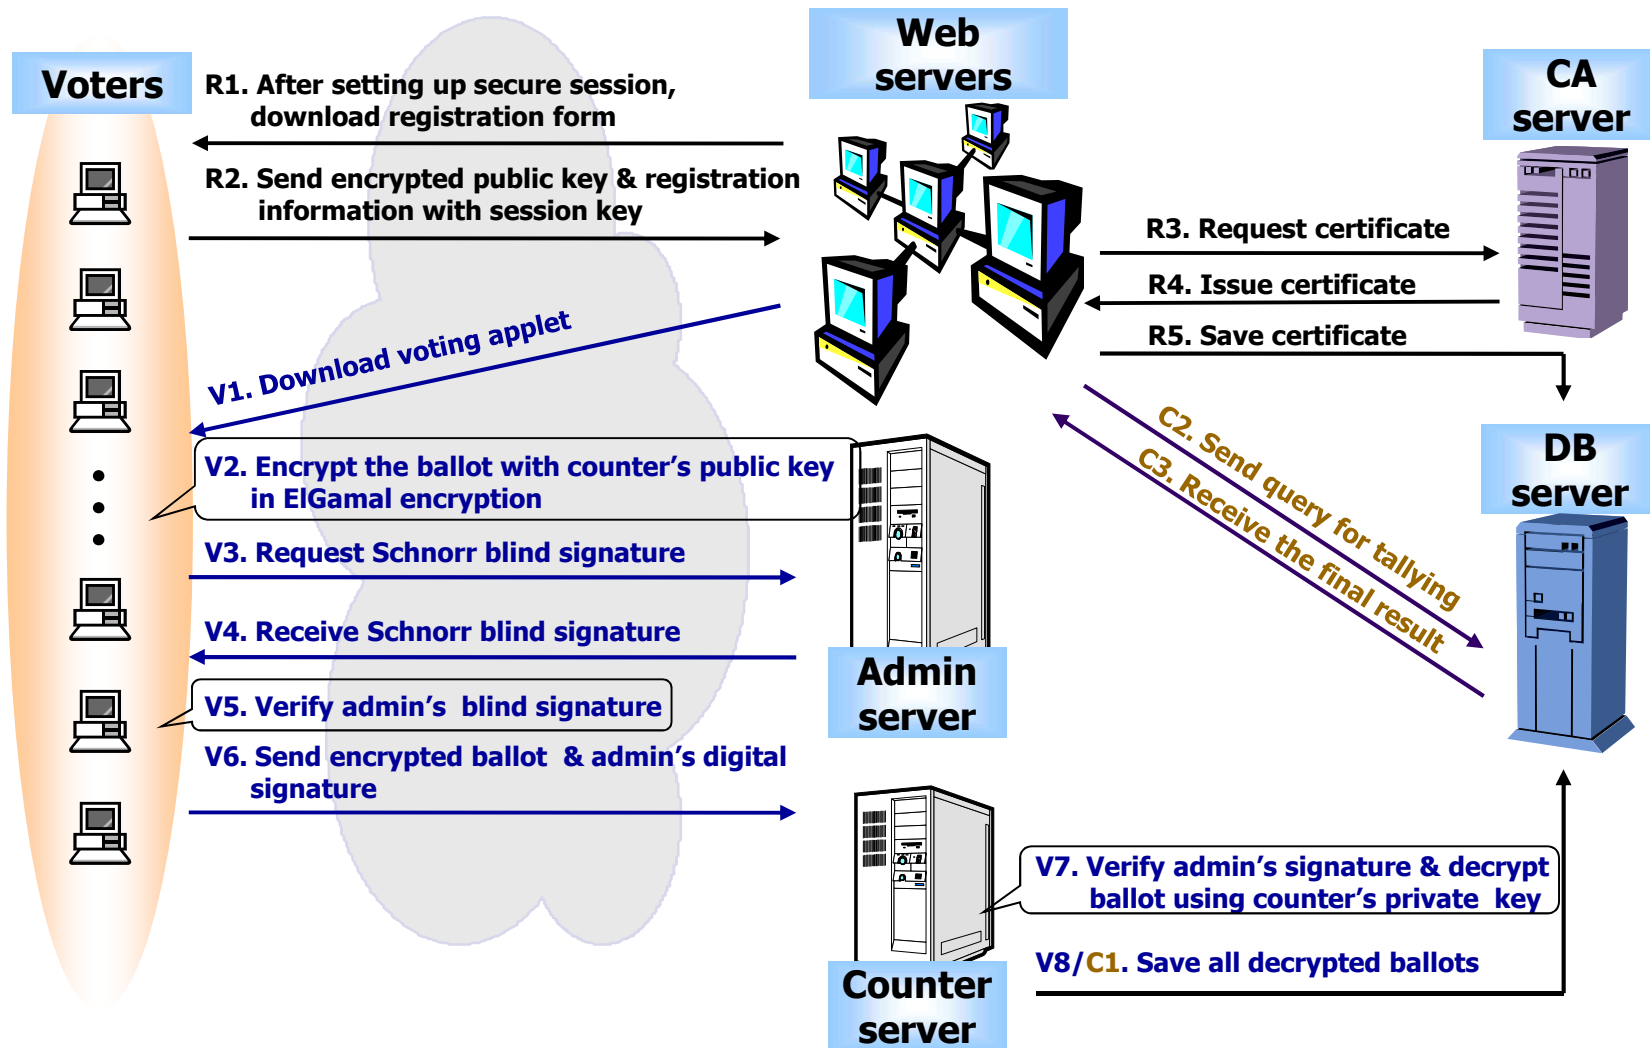 Voters
R1. After setting up secure session,
download registration form
R2. Send encrypted public key & registration
information with session key
Web
servers
CA
server
R3. Request certificate
R4. Issue certificate
R5. Save certificate
V1. Download voting applet
V2. Encrypt the ballot with counter's public key
in ElGamal encryption
V3. Request Schnorr blind signature
V4. Receive Schnorr blind signature
V5. Verify admin's  blind signature
V6. Send encrypted ballot  & admin's digital
signature
C2. Send query for tallying
C3. Receive the final result
DB
server
Admin
server
V7. Verify admin's signature & decrypt
ballot using counter's private  key
V8/C1. Save all decrypted ballots
Counter
server